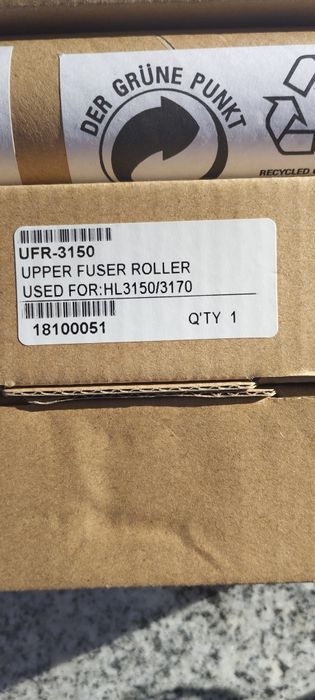 DER GRÜNE PUNKT
RECYCLED
UFR-3150
UPPER FUSER ROLLER
USED FOR:HL3150/3170
18100051
Q'TY 1